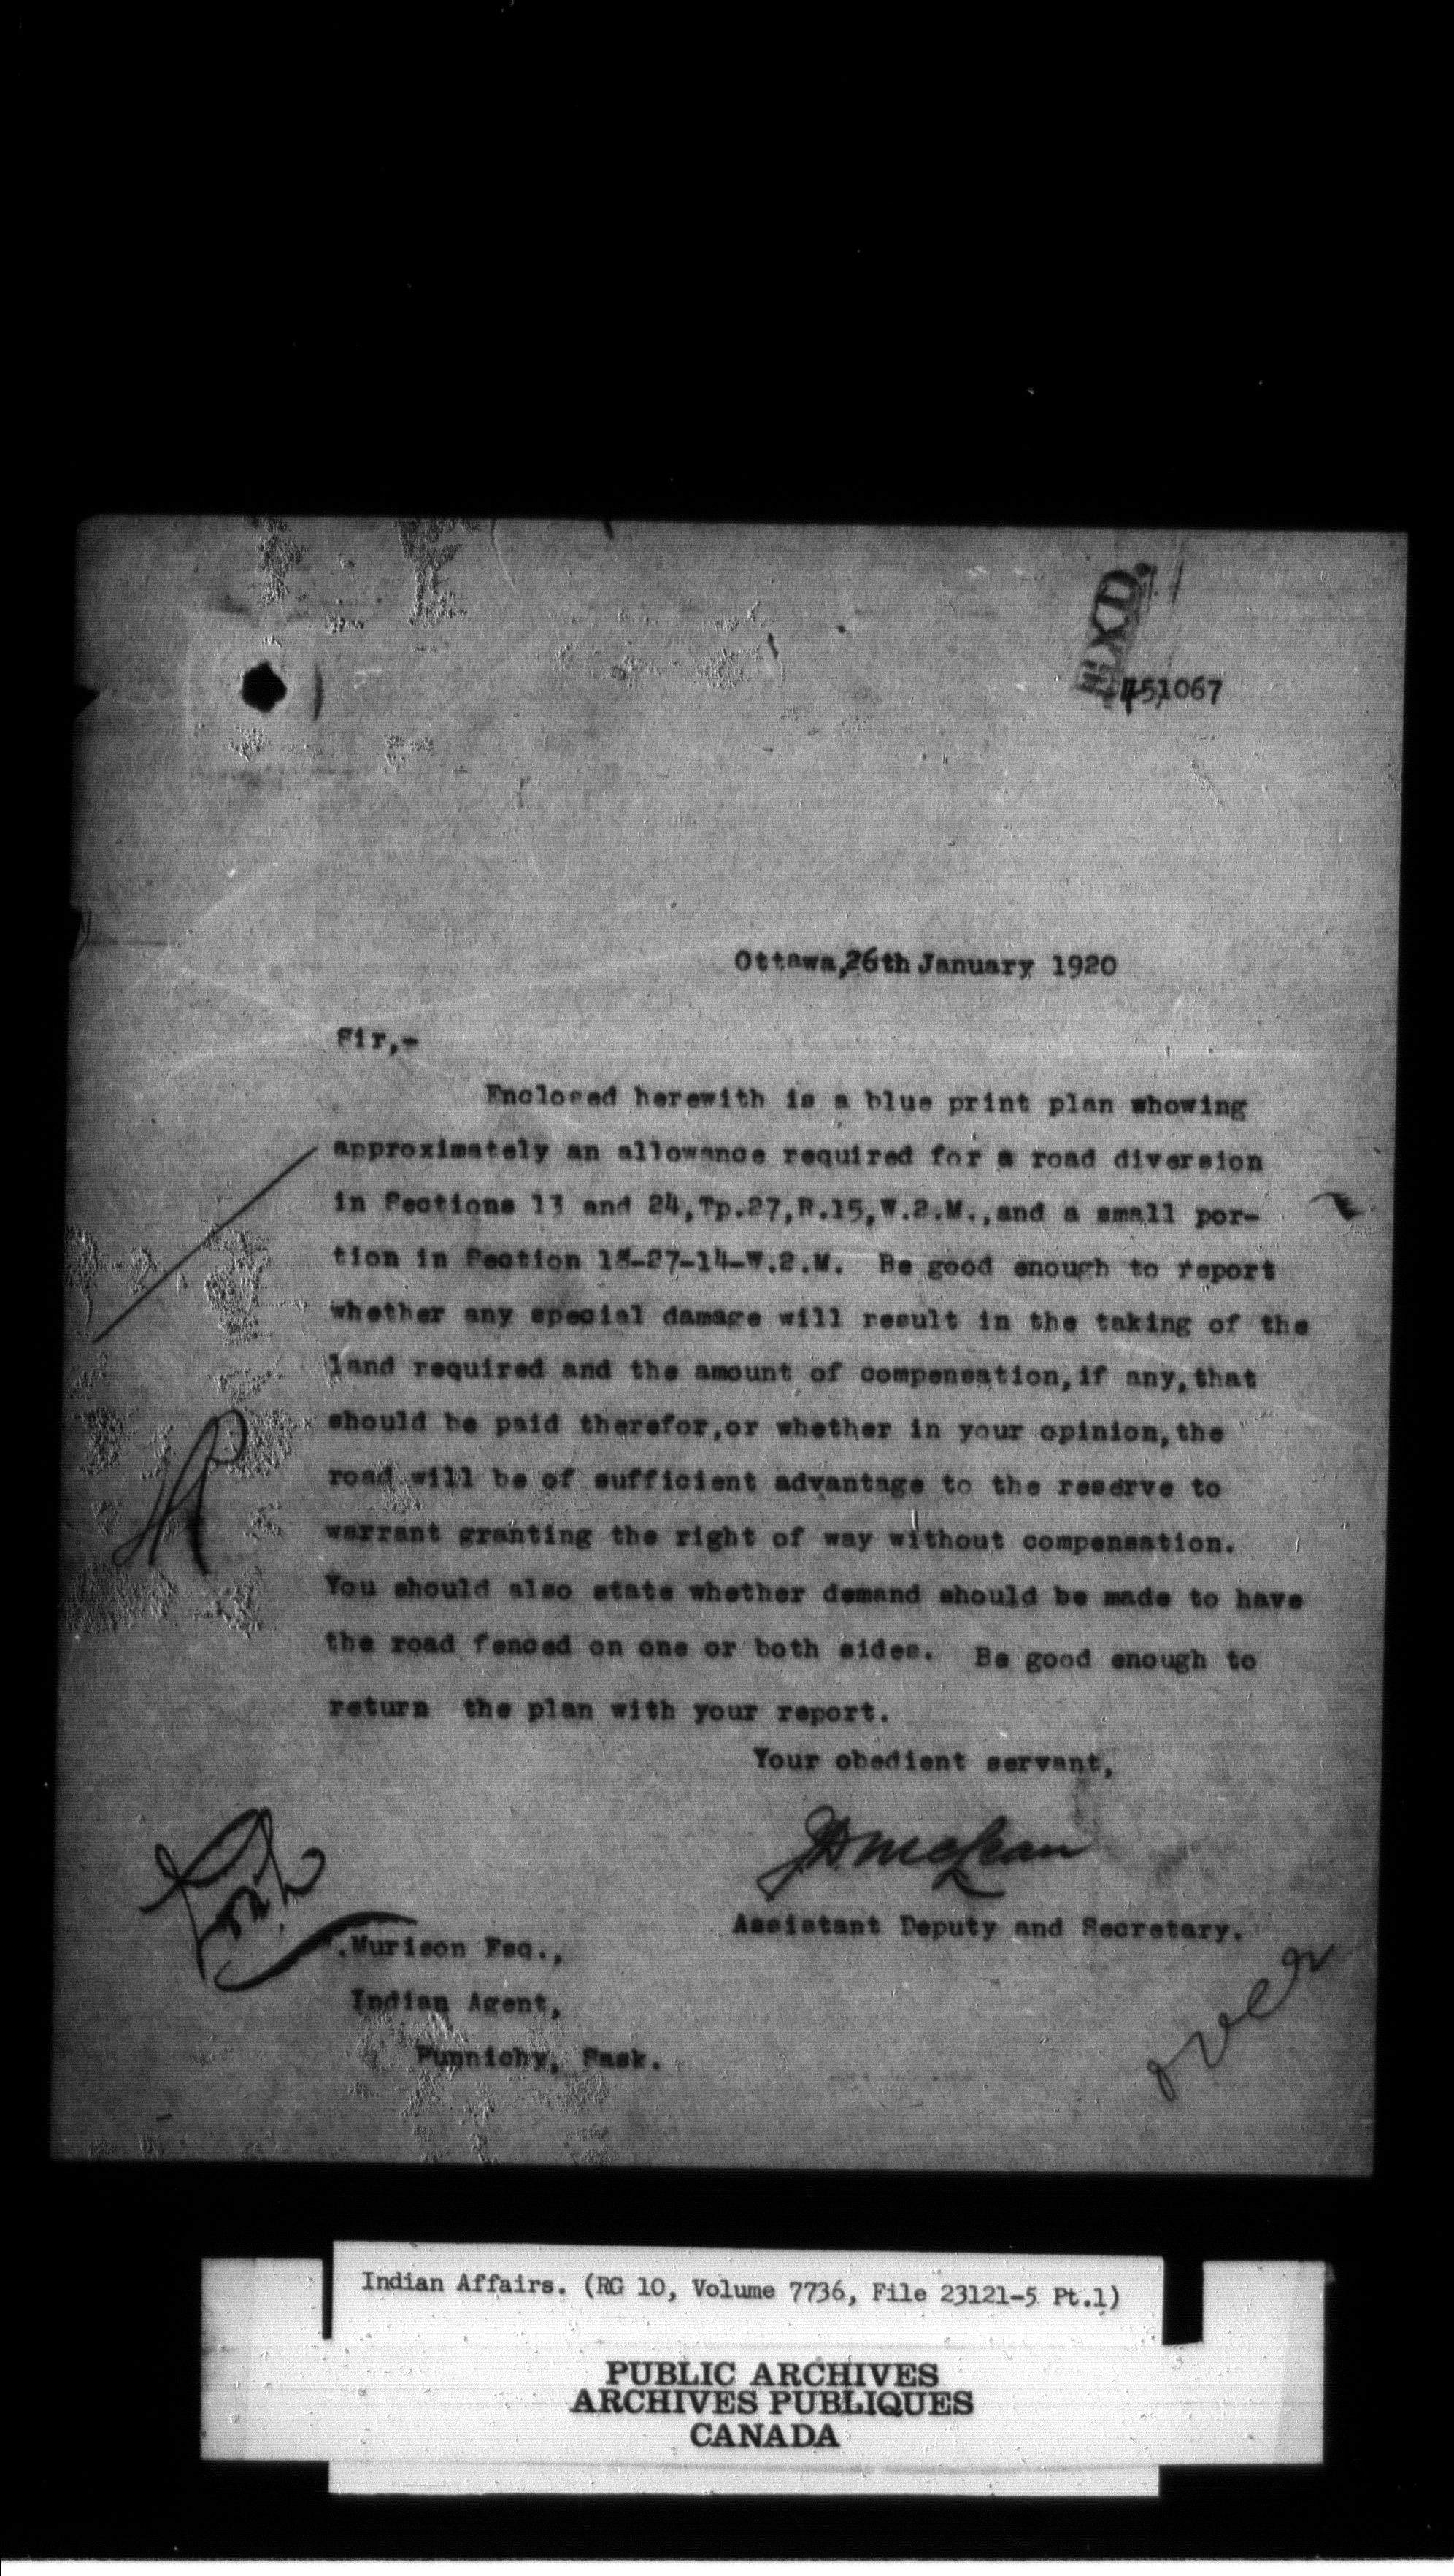 EXD.
451067
Ottawa,26th January 1920
Sir,-
Enclosed herewith is a blue print plan showing
approximately an allowance required for a road diversion
in Sections 13 and 24,Tp.27,R.15,W.2.M.,and a small por-
tion in Section 18-27-14-W.2.M. Be good enough to report
whether any special damage will result in the taking of the
land required and the amount of compensation,if any,that
should be paid therefor,or whether in your opinion,the
road will be of sufficient advantage to the reserve to
warrant granting the right of way without compensation.
You should also state whether demand should be made to have
the road fenced on one or both sides. Be good enough to
return the plan with your report.
Your obedient servant,
JD McLean
Assistant Deputy and Secretary.
.Murison Esq.,
Indian Agent,
Punnichy, Sask.
over
Indian Affairs. (RG 10, Volume 7736, File 23121-5 Pt.1)
PUBLIC ARCHIVES
ARCHIVES PUBLIQUES
CANADA